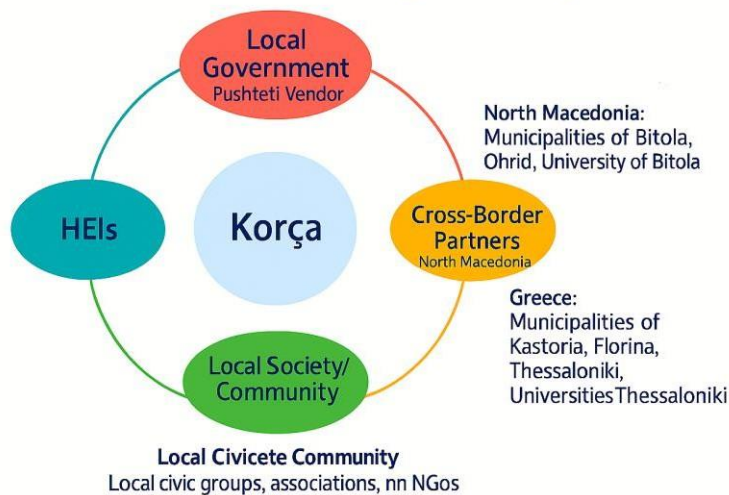 Local
Government
Pushteti Vendor
HEIs
Korça
Cross-Border
Partners
North Macedonia
North Macedonia:
Municipalities of Bitola,
Ohrid, University of Bitola
Greece:
Municipalities of
Kastoria, Florina,
Thessaloniki,
UniversitiesThessaloniki
Local Society/
Community
Local Civicete Community
Local civic groups, associations, nn NGos